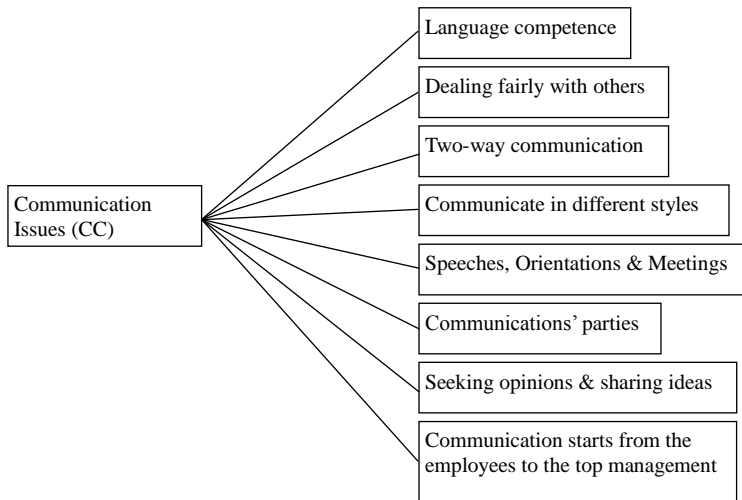 Language competence
Dealing fairly with others
Two-way communication
Communication
Issues (CC)
Communicate in different styles
Speeches, Orientations & Meetings
Communications’ parties
Seeking opinions & sharing ideas
Communication starts from the
employees to the top management